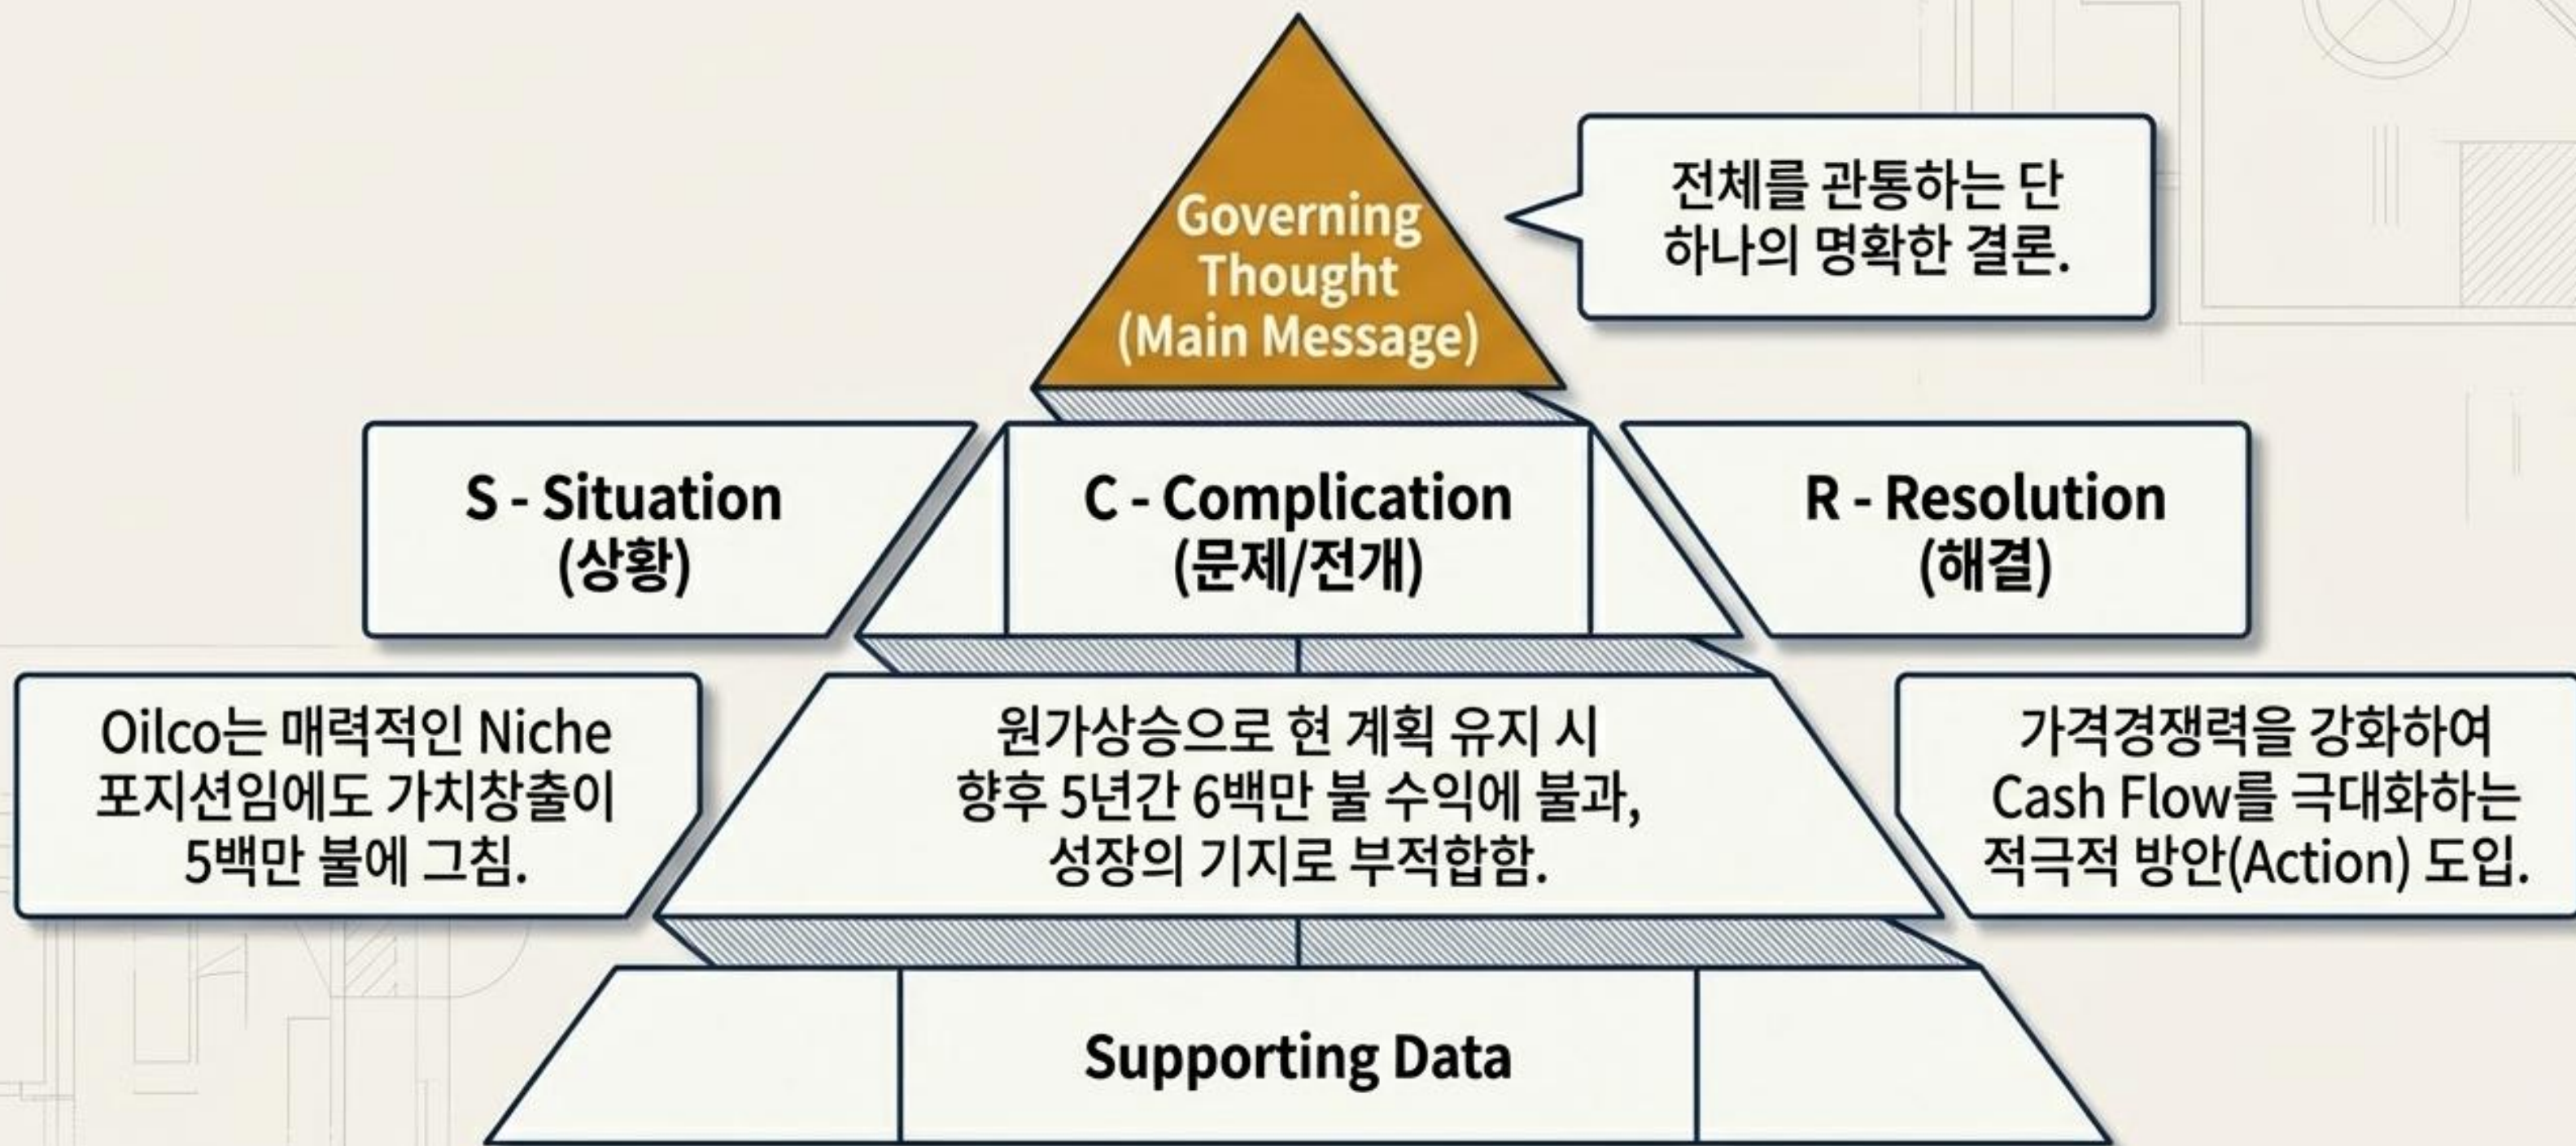 Governing
Thought
(Main Message)
전체를 관통하는 단
하나의 명확한 결론.
S - Situation
(상황)
C - Complication
(문제/전개)
R - Resolution
(해결)
Oilco는 매력적인 Niche
포지션임에도 가치창출이
5백만 불에 그침.
원가상승으로 현 계획 유지 시
향후 5년간 6백만 불 수익에 불과,
성장의 기지로 부적합함.
가격경쟁력을 강화하여
Cash Flow를 극대화하는
적극적 방안(Action) 도입.
Supporting Data